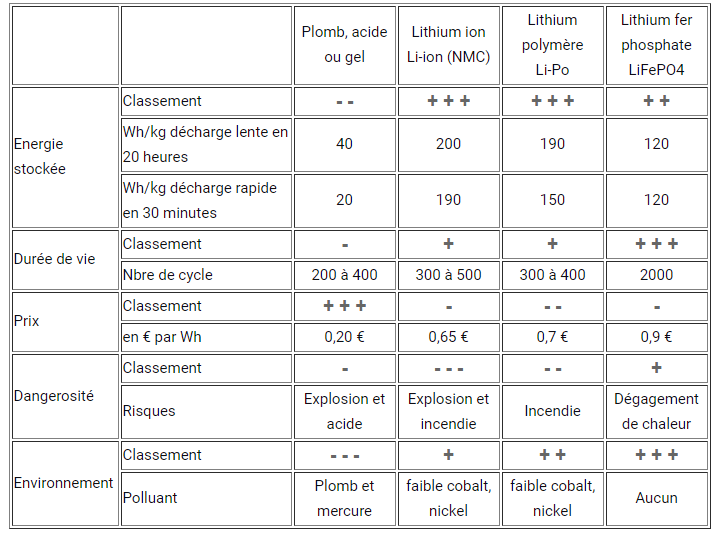 Plomb, acide ou gel | Lithium ion Li-ion (NMC) | Lithium polymère Li-Po | Lithium fer phosphate LiFePO4
Energie stockée | Classement | - - | + + + | + + + | + +
Wh/kg décharge lente en 20 heures | 40 | 200 | 190 | 120
Wh/kg décharge rapide en 30 minutes | 20 | 190 | 150 | 120
Durée de vie | Classement | - | + | + | + + +
Nbre de cycle | 200 à 400 | 300 à 500 | 300 à 400 | 2000
Prix | Classement | + + + | - | - - | -
en € par Wh | 0,20 € | 0,65 € | 0,7 € | 0,9 €
Dangerosité | Classement | - | - - - | - - | +
Risques | Explosion et acide | Explosion et incendie | Incendie | Dégagement de chaleur
Environnement | Classement | - - - | + | + + | + + +
Polluant | Plomb et mercure | faible cobalt, nickel | faible cobalt, nickel | Aucun